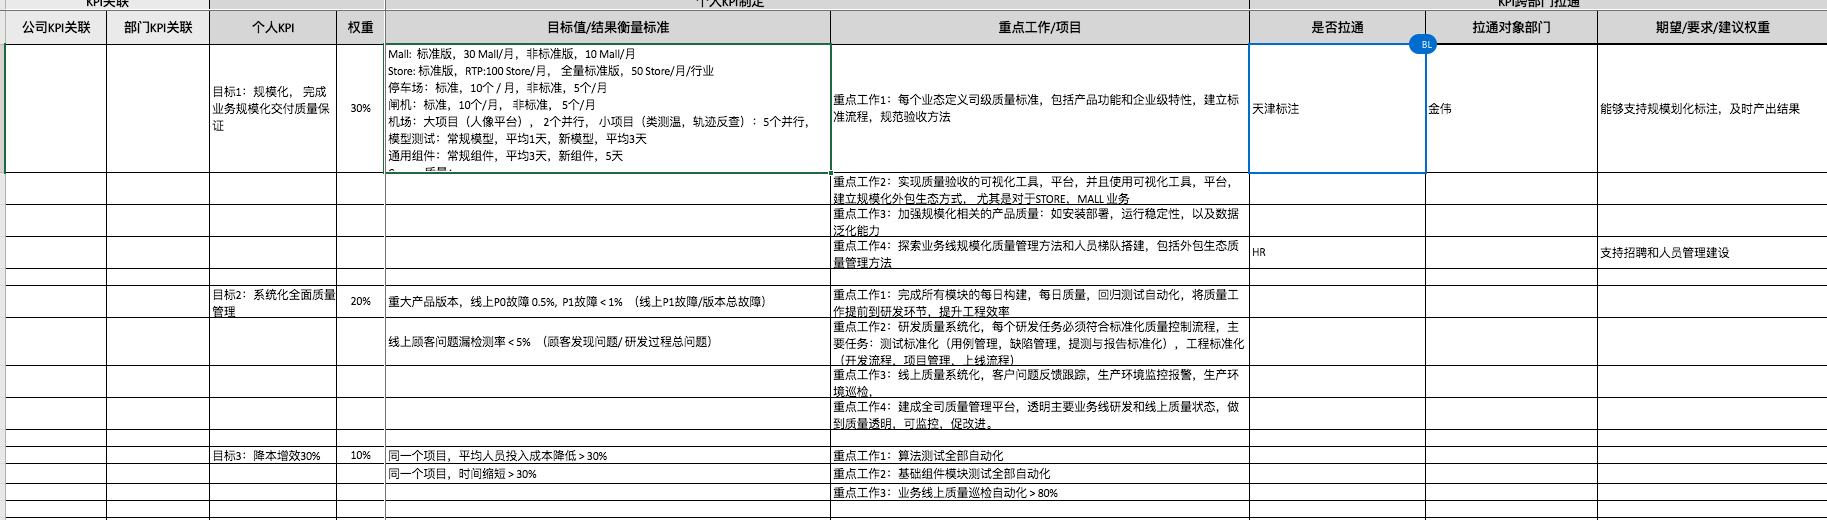 KPI关联
个人KPI制定
KPI跨部门拉通
公司KPI关联
部门KPI关联
个人KPI
权重
目标值/结果衡量标准
重点工作/项目
是否拉通
拉通对象部门
期望/要求/建议权重
BL
目标1：规模化， 完成
业务规模化交付质量保
证
30%
Mall: 标准版，30 Mall/月，非标准版，10 Mall/月
Store: 标准版，RTP:100 Store/月， 全量标准版，50 Store/月/行业
停车场：标准，10个 / 月，非标准，5个/月
闸机：标准，10个/月， 非标准， 5个/月
机场：大项目（人像平台）， 2个并行， 小项目（类测温，轨迹反查）：5个并行，
模型测试：常规模型，平均1天，新模型，平均3天
通用组件：常规组件，平均3天，新组件，5天
重点工作1：每个业态定义司级质量标准，包括产品功能和企业级特性，建立标
准流程，规范验收方法
天津标注
金伟
能够支持规模划化标注，及时产出结果
重点工作2：实现质量验收的可视化工具，平台，并且使用可视化工具，平台，
建立规模化外包生态方式， 尤其是对于STORE，MALL 业务
重点工作3：加强规模化相关的产品质量：如安装部署，运行稳定性，以及数据
泛化能力
重点工作4：探索业务线规模化质量管理方法和人员梯队搭建，包括外包生态质
量管理方法
HR
支持招聘和人员管理建设
目标2：系统化全面质量
管理
20%
重大产品版本，线上P0故障 0.5%, P1故障 < 1% （线上P1故障/版本总故障）
重点工作1：完成所有模块的每日构建，每日质量，回归测试自动化，将质量工
作提前到研发环节，提升工程效率
线上顾客问题漏检测率 < 5% （顾客发现问题/ 研发过程总问题）
重点工作2：研发质量系统化，每个研发任务必须符合标准化质量控制流程，主
要任务：测试标准化（用例管理，缺陷管理，提测与报告标准化），工程标准化
（开发流程，项目管理，上线流程）
重点工作3：线上质量系统化，客户问题反馈跟踪，生产环境监控报警，生产环
境巡检，
重点工作4：建成全司质量管理平台，透明主要业务线研发和线上质量状态，做
到质量透明，可监控，促改进。
目标3：降本增效30%
10%
同一个项目，平均人员投入成本降低 > 30%
重点工作1：算法测试全部自动化
同一个项目，时间缩短 > 30%
重点工作2：基础组件模块测试全部自动化
重点工作3：业务线上质量巡检自动化 > 80%